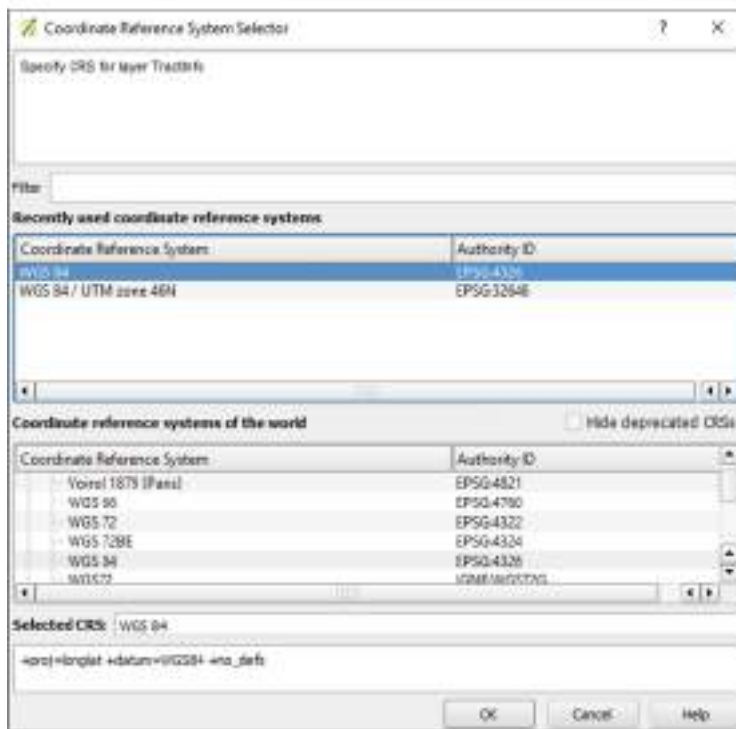 Coordinate Reference System Selector ? ×
Specify CRS for layer TractInfo
Filter
Recently used coordinate reference systems
Coordinate Reference System Authority ID
WGS 84 EPSG:4326
WGS 84 / UTM zone 46N EPSG:32646
Coordinate reference systems of the world Hide deprecated CRSs
Coordinate Reference System Authority ID
Voirol 1879 (Paris) EPSG:4821
WGS 66 EPSG:4760
WGS 72 EPSG:4322
WGS 72BE EPSG:4324
WGS 84 EPSG:4326
WGS72 IGNF:WGS72G
Selected CRS: WGS 84
+proj=longlat +datum=WGS84 +no_defs
OK Cancel Help